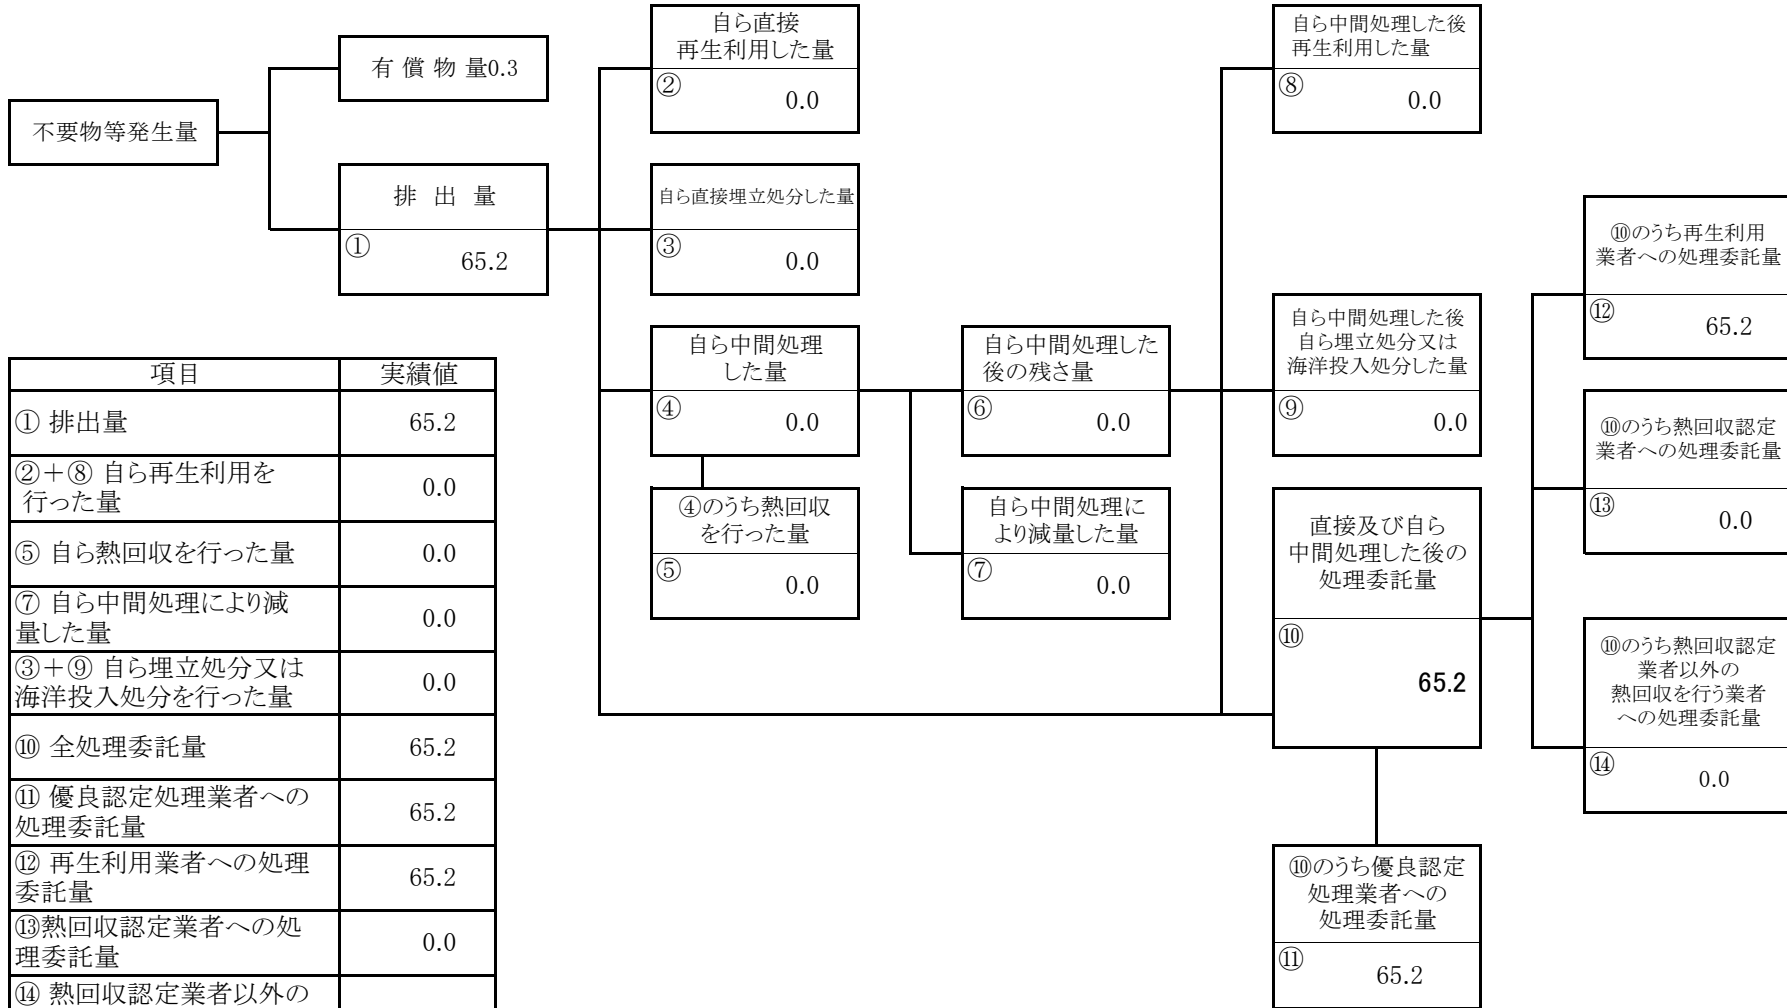 不要物等発生量
有 償 物 量0.3
排 出 量
①
65.2
自ら直接
再生利用した量
②
0.0
自ら直接埋立処分した量
③
0.0
自ら中間処理
した量
④
0.0
④のうち熱回収
を行った量
⑤
0.0
自ら中間処理した
後の残さ量
⑥
0.0
自ら中間処理に
より減量した量
⑦
0.0
自ら中間処理した後
再生利用した量
⑧
0.0
自ら中間処理した後
自ら埋立処分又は
海洋投入処分した量
⑨
0.0
直接及び自ら
中間処理した後の
処理委託量
⑩
65.2
⑩のうち優良認定
処理業者への
処理委託量
⑪
65.2
⑩のうち再生利用
業者への処理委託量
⑫
65.2
⑩のうち熱回収認定
業者への処理委託量
⑬
0.0
⑩のうち熱回収認定
業者以外の
熱回収を行う業者
への処理委託量
⑭
0.0
項目 実績値
① 排出量 65.2
②+⑧ 自ら再生利用を
行った量 0.0
⑤ 自ら熱回収を行った量 0.0
⑦ 自ら中間処理により減
量した量 0.0
③+⑨ 自ら埋立処分又は
海洋投入処分を行った量 0.0
⑩ 全処理委託量 65.2
⑪ 優良認定処理業者への
処理委託量 65.2
⑫ 再生利用業者への処理
委託量 65.2
⑬熱回収認定業者への処
理委託量 0.0
⑭ 熱回収認定業者以外の